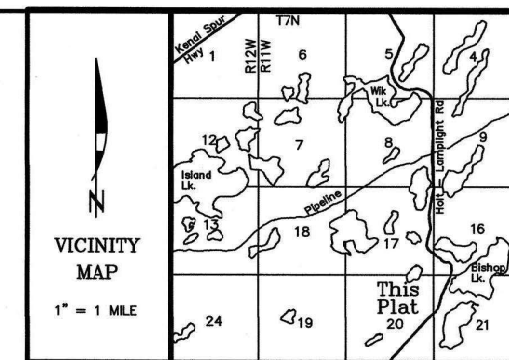 N
VICINITY
MAP
1" = 1 MILE
Kenai Spur
Hwy
T7N
R12W
R11W
1
6
5
4
Wik
Lk.
Holt - Lamplight Rd
12
7
8
9
Island
Lk.
Pipeline
13
18
17
16
Bishop
Lk.
This
Plat
24
19
20
21